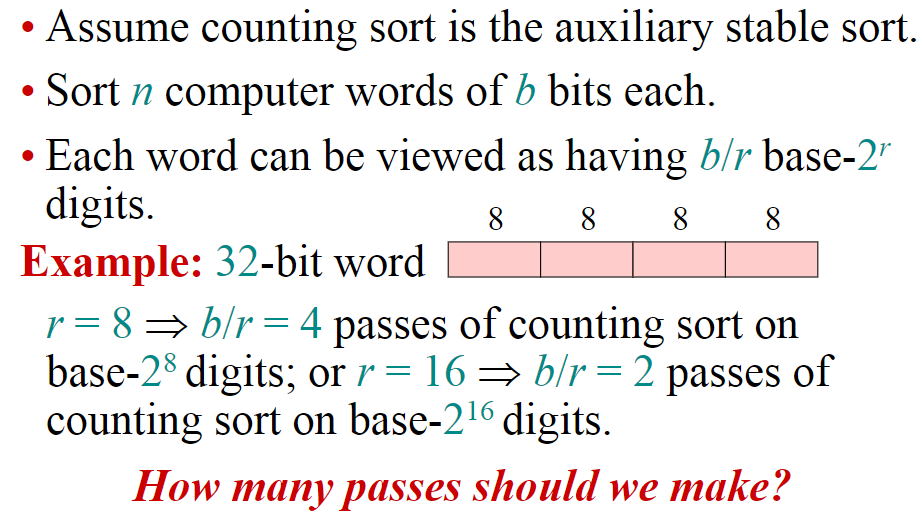 • Assume counting sort is the auxiliary stable sort.
• Sort n computer words of b bits each.
• Each word can be viewed as having b/r base-2^r
digits.
8 8 8 8
Example: 32-bit word
r = 8 ⇒ b/r = 4 passes of counting sort on
base-2^8 digits; or r = 16 ⇒ b/r = 2 passes of
counting sort on base-2^16 digits.
How many passes should we make?